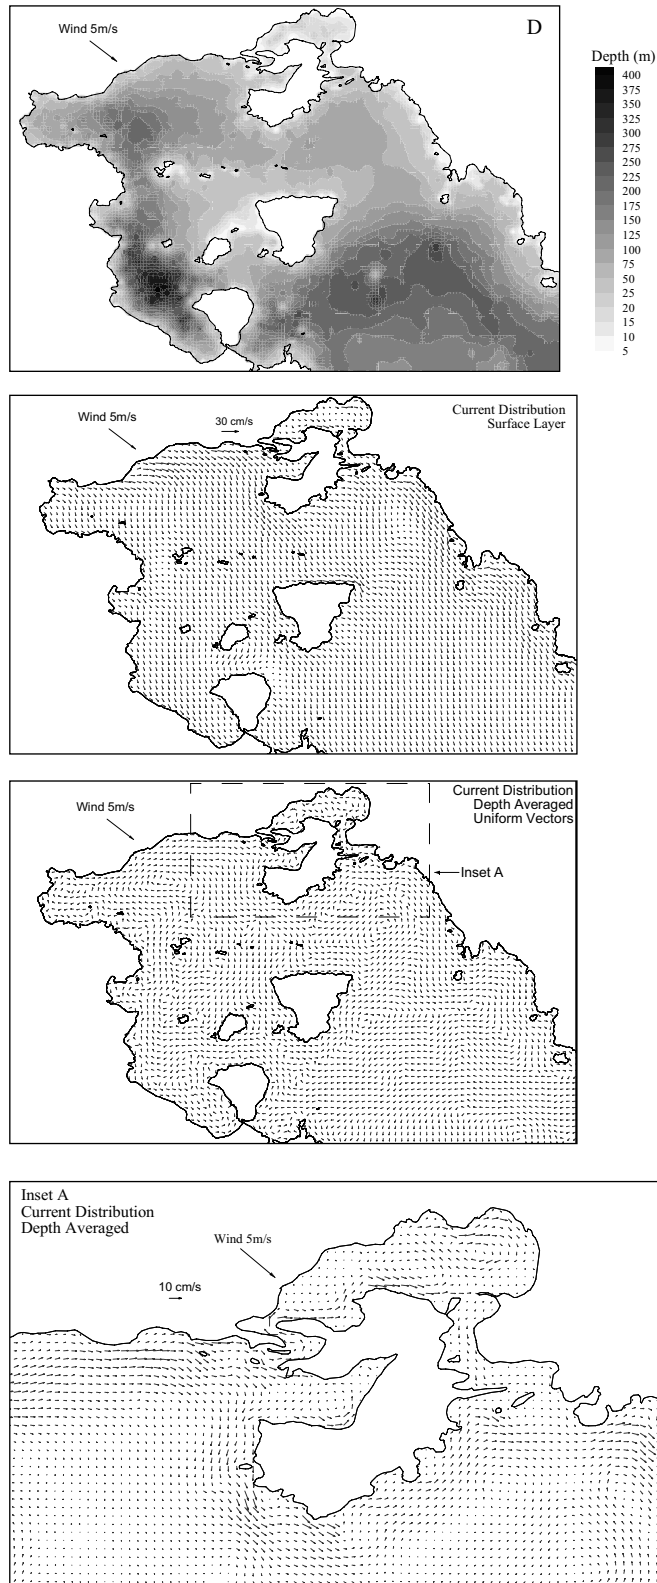 Wind 5m/s
D
Depth (m)
400
375
350
325
300
275
250
225
200
175
150
125
100
75
50
25
20
15
10
5
Wind 5m/s
30 cm/s
Current Distribution
Surface Layer
Wind 5m/s
Current Distribution
Depth Averaged
Uniform Vectors
Inset A
Inset A
Current Distribution
Depth Averaged
Wind 5m/s
10 cm/s